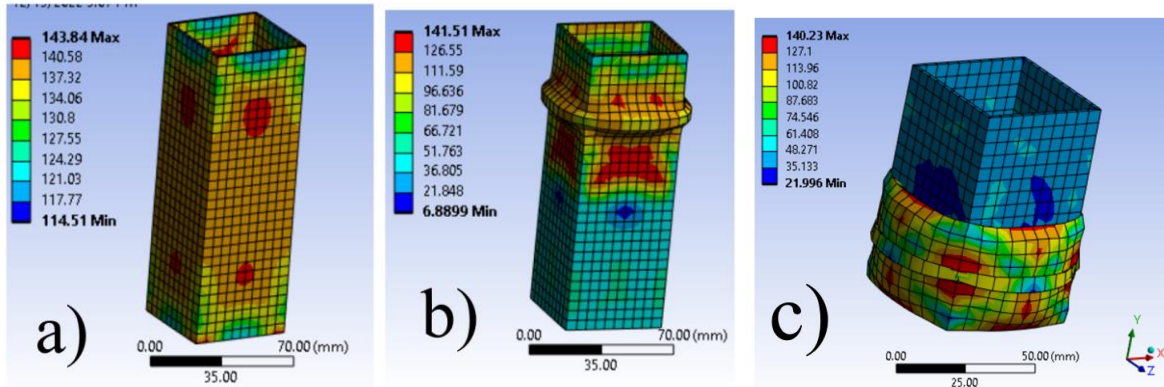 143.84 Max
140.58
137.32
134.06
130.8
127.55
124.29
121.03
117.77
114.51 Min
a)
0.00 70.00 (mm)
35.00
141.51 Max
126.55
111.59
96.636
81.679
66.721
51.763
36.805
21.848
6.8899 Min
b)
0.00 70.00 (mm)
35.00
140.23 Max
127.1
113.96
100.82
87.683
74.546
61.408
48.271
35.133
21.996 Min
c)
0.00 50.00 (mm)
25.00
Y
X
Z